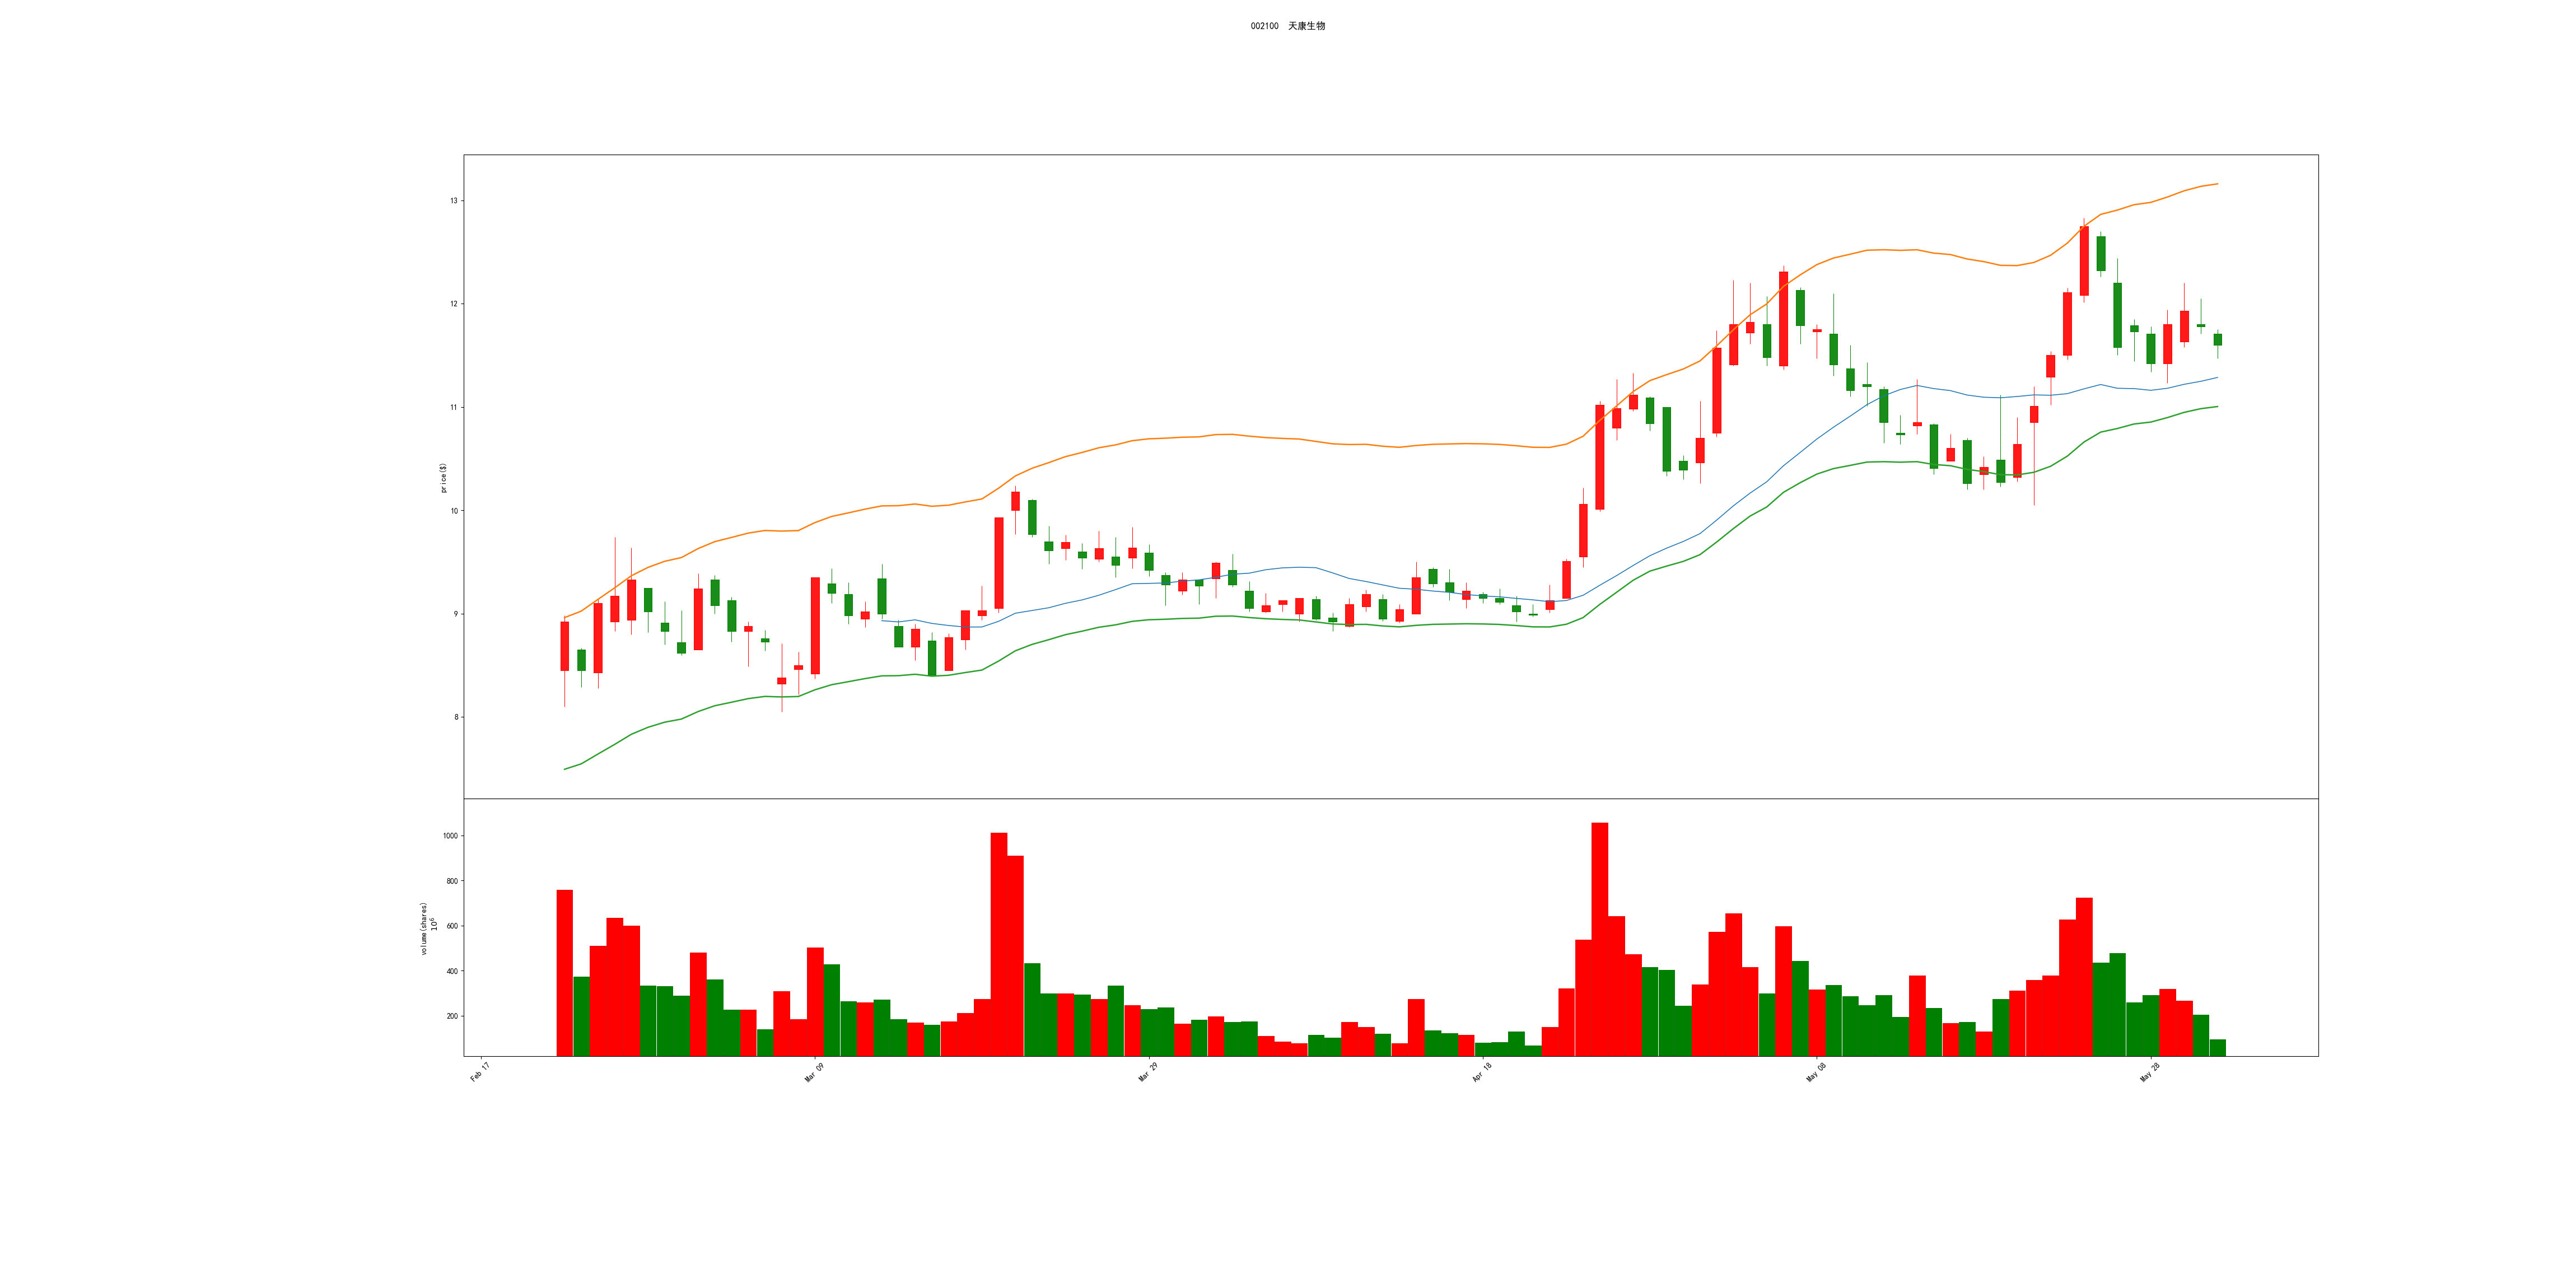 002100 天康生物
13
12
11
10
9
8
price($)
1000
800
600
400
200
volume(shares)
10⁶
Feb 17
Mar 09
Mar 29
Apr 18
May 08
May 28